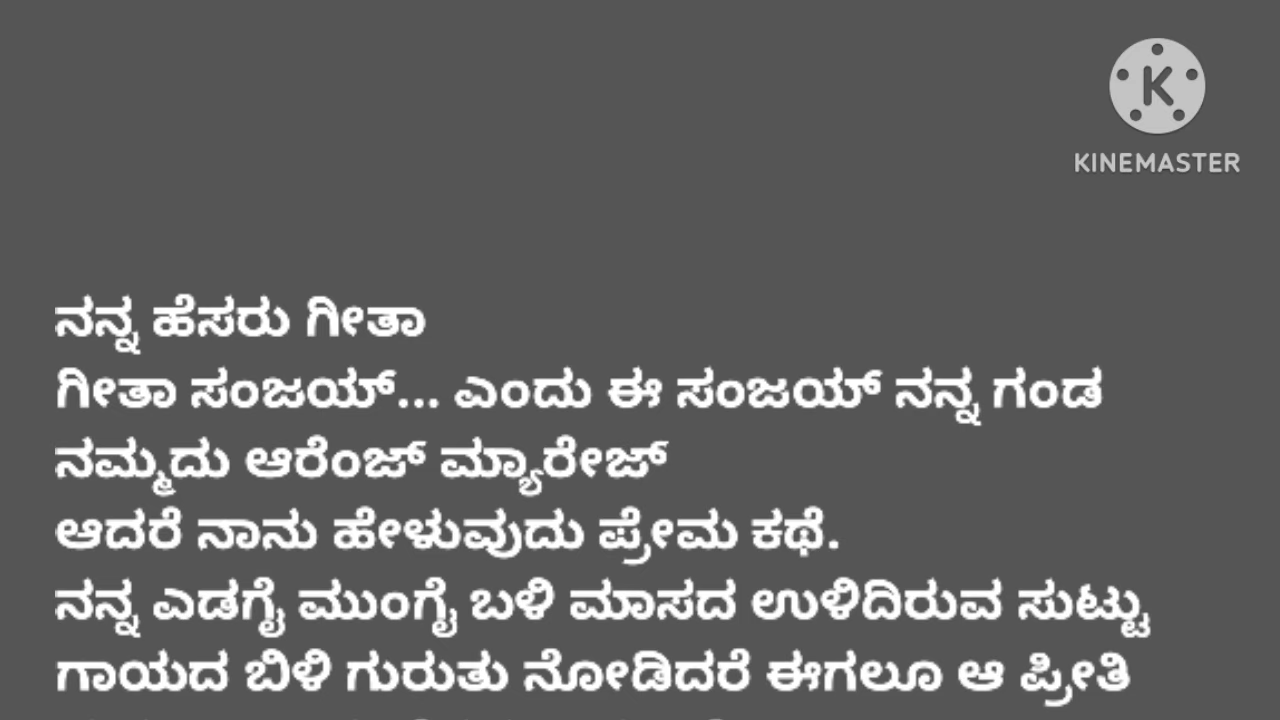 K
KINEMASTER
ನನ್ನ ಹೆಸರು ಗೀತಾ
ಗೀತಾ ಸಂಜಯ್... ಎಂದು ಈ ಸಂಜಯ್ ನನ್ನ ಗಂಡ
ನಮ್ಮದು ಆರೆಂಜ್ ಮ್ಯಾರೇಜ್
ಆದರೆ ನಾನು ಹೇಳುವುದು ಪ್ರೇಮ ಕಥೆ.
ನನ್ನ ಎಡಗೈ ಮುಂಗೈ ಬಳಿ ಮಾಸದ ಉಳಿದಿರುವ ಸುಟ್ಟು
ಗಾಯದ ಬಿಳಿ ಗುರುತು ನೋಡಿದರೆ ಈಗಲೂ ಆ ಪ್ರೀತಿ